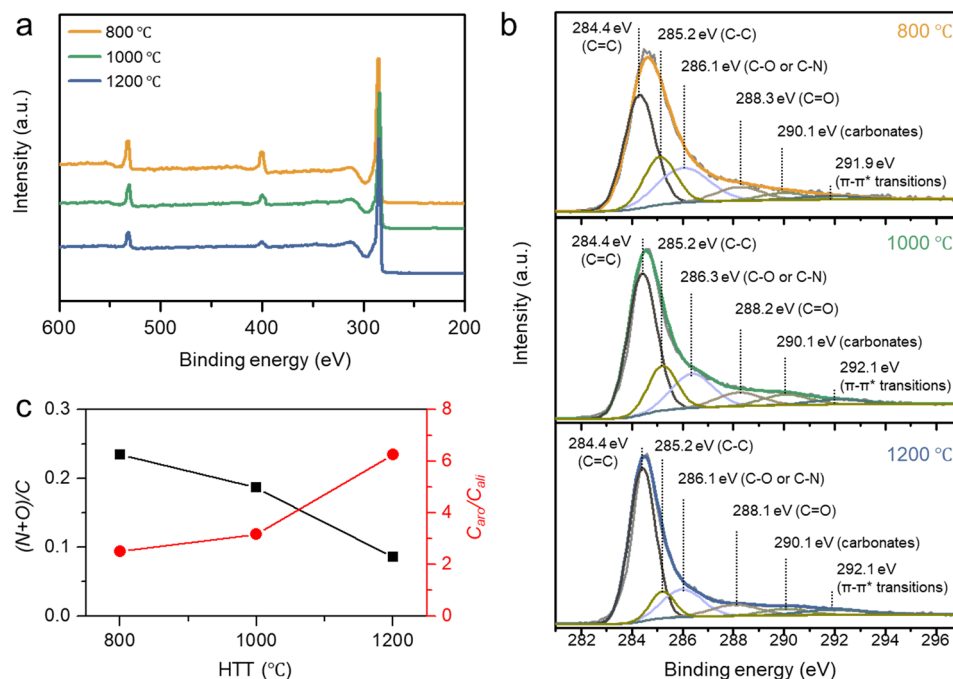 a
800 ℃
1000 ℃
1200 ℃
Intensity (a.u.)
600
500
400
300
200
Binding energy (eV)
b
800 ℃
284.4 eV
(C=C)
285.2 eV (C-C)
286.1 eV (C-O or C-N)
288.3 eV (C=O)
290.1 eV (carbonates)
291.9 eV
(π-π* transitions)
1000 ℃
284.4 eV
(C=C)
285.2 eV (C-C)
286.3 eV (C-O or C-N)
288.2 eV (C=O)
290.1 eV (carbonates)
292.1 eV
(π-π* transitions)
1200 ℃
284.4 eV
(C=C)
285.2 eV (C-C)
286.1 eV (C-O or C-N)
288.1 eV (C=O)
290.1 eV (carbonates)
292.1 eV
(π-π* transitions)
Intensity (a.u.)
282 284 286 288 290 292 294 296
Binding energy (eV)
c
0.3
0.2
0.1
0.0
(N+O)/C
8
6
4
2
0
Caro/Cali
800
1000
1200
HTT (℃)